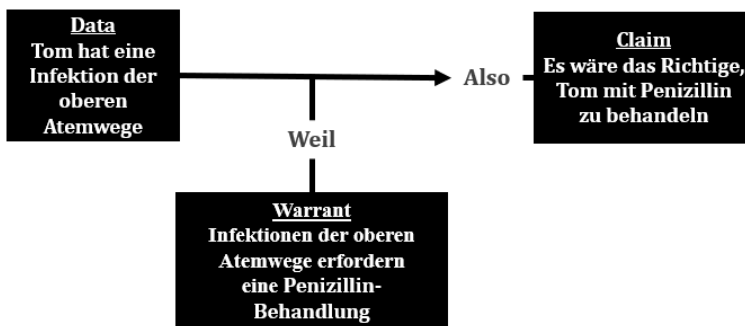 Data
Tom hat eine
Infektion der
oberen
Atemwege
Also
Claim
Es wäre das Richtige,
Tom mit Penizillin
zu behandeln
Weil
Warrant
Infektionen der oberen
Atemwege erfordern
eine Penizillin-
Behandlung